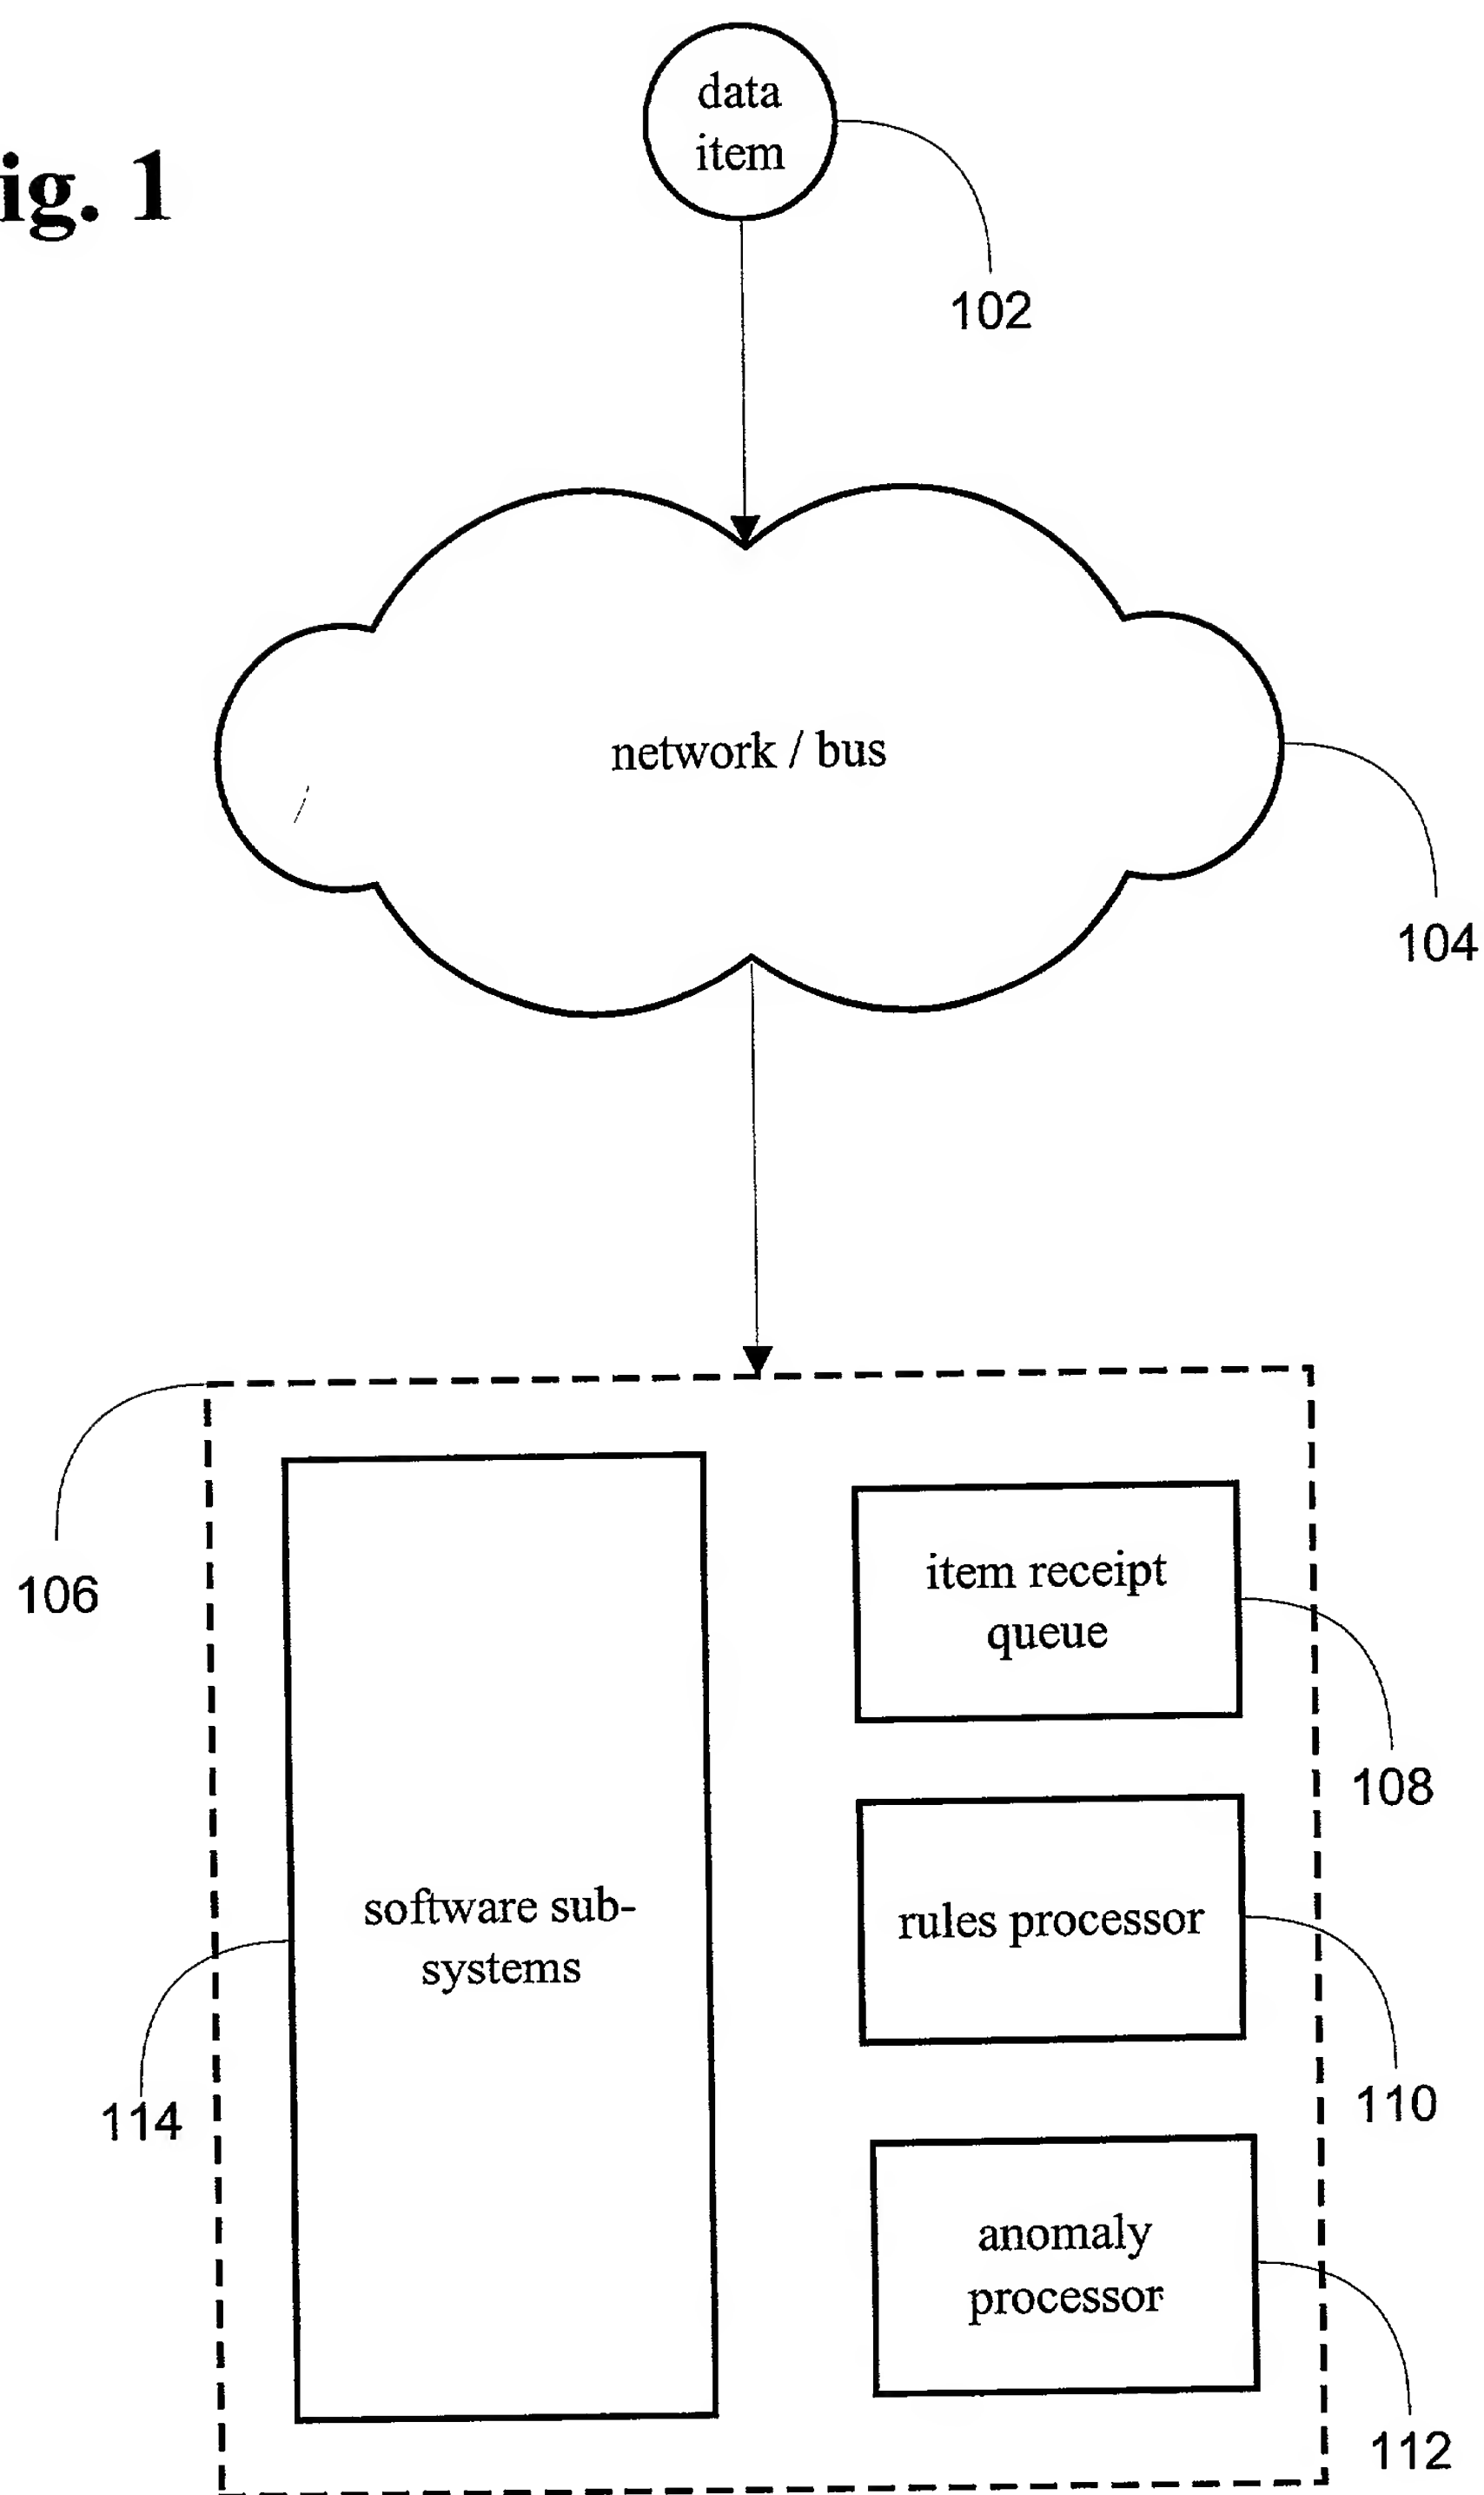 ig. 1
data
item
102
network / bus
104
106
item receipt
queue
108
software sub-
systems
rules processor
110
114
anomaly
processor
112